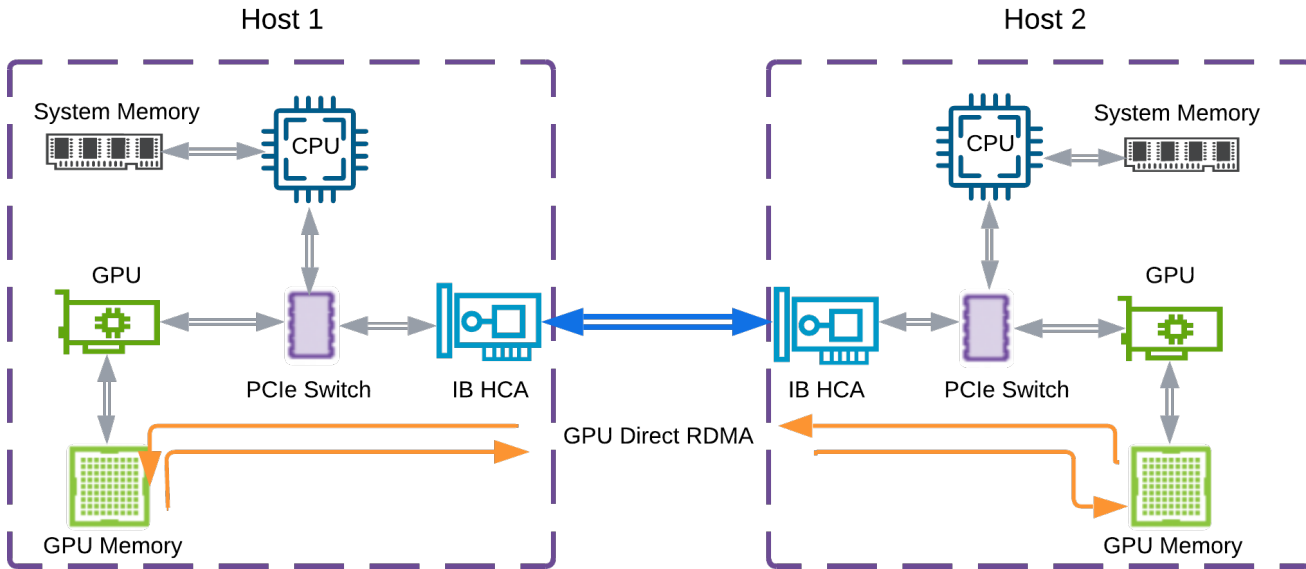 Host 1
Host 2
System Memory
CPU
CPU
System Memory
GPU
GPU
PCIe Switch
IB HCA
IB HCA
PCIe Switch
GPU Direct RDMA
GPU Memory
GPU Memory